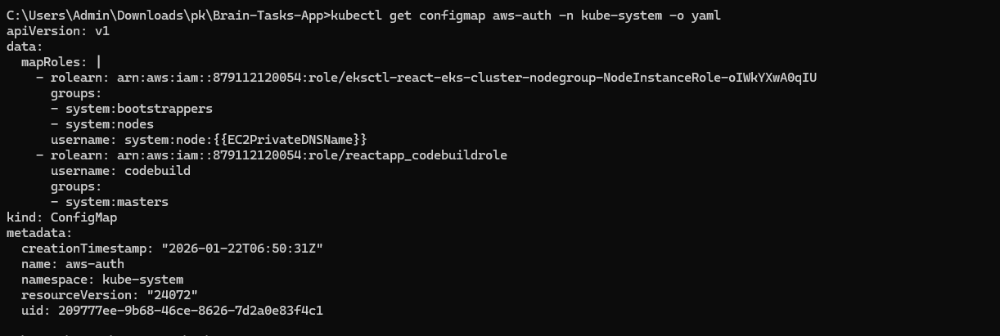 C:\Users\Admin\Downloads\pk\Brain-Tasks-App>kubectl get configmap aws-auth -n kube-system -o yaml
apiVersion: v1
data:
  mapRoles: |
    - rolearn: arn:aws:iam::879112120054:role/eksctl-react-eks-cluster-nodegroup-NodeInstanceRole-oIWkYXwA0qIU
      groups:
      - system:bootstrappers
      - system:nodes
      username: system:node:{{EC2PrivateDNSName}}
    - rolearn: arn:aws:iam::879112120054:role/reactapp_codebuildrole
      username: codebuild
      groups:
      - system:masters
kind: ConfigMap
metadata:
  creationTimestamp: "2026-01-22T06:50:31Z"
  name: aws-auth
  namespace: kube-system
  resourceVersion: "24072"
  uid: 209777ee-9b68-46ce-8626-7d2a0e83f4c1